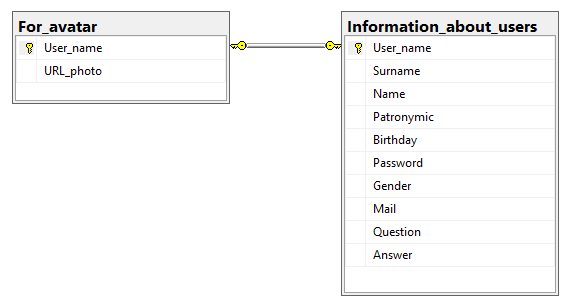 For_avatar
User_name
URL_photo
Information_about_users
User_name
Surname
Name
Patronymic
Birthday
Password
Gender
Mail
Question
Answer